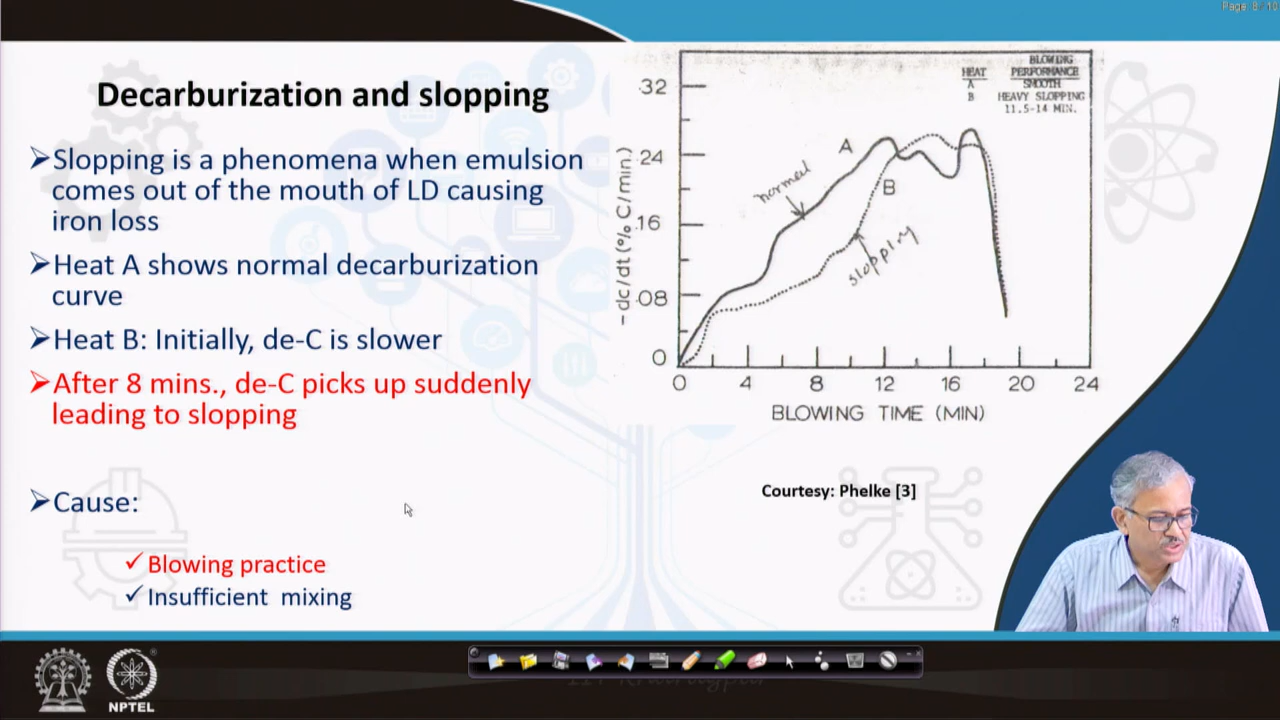 Page 8/10
Decarburization and slopping
➢Slopping is a phenomena when emulsion
comes out of the mouth of LD causing
iron loss
➢Heat A shows normal decarburization
curve
➢Heat B: Initially, de-C is slower
➢After 8 mins., de-C picks up suddenly
leading to slopping
➢Cause:
✓Blowing practice
✓Insufficient mixing
HEAT BLOWING PERFORMANCE
A SMOOTH
B HEAVY SLOPPING
11.5-14 MIN.
-dc/dt (% C/min.)
.32
.24
.16
.08
0
A
B
normal
slopping
0 4 8 12 16 20 24
BLOWING TIME (MIN)
Courtesy: Phelke [3]
NPTEL